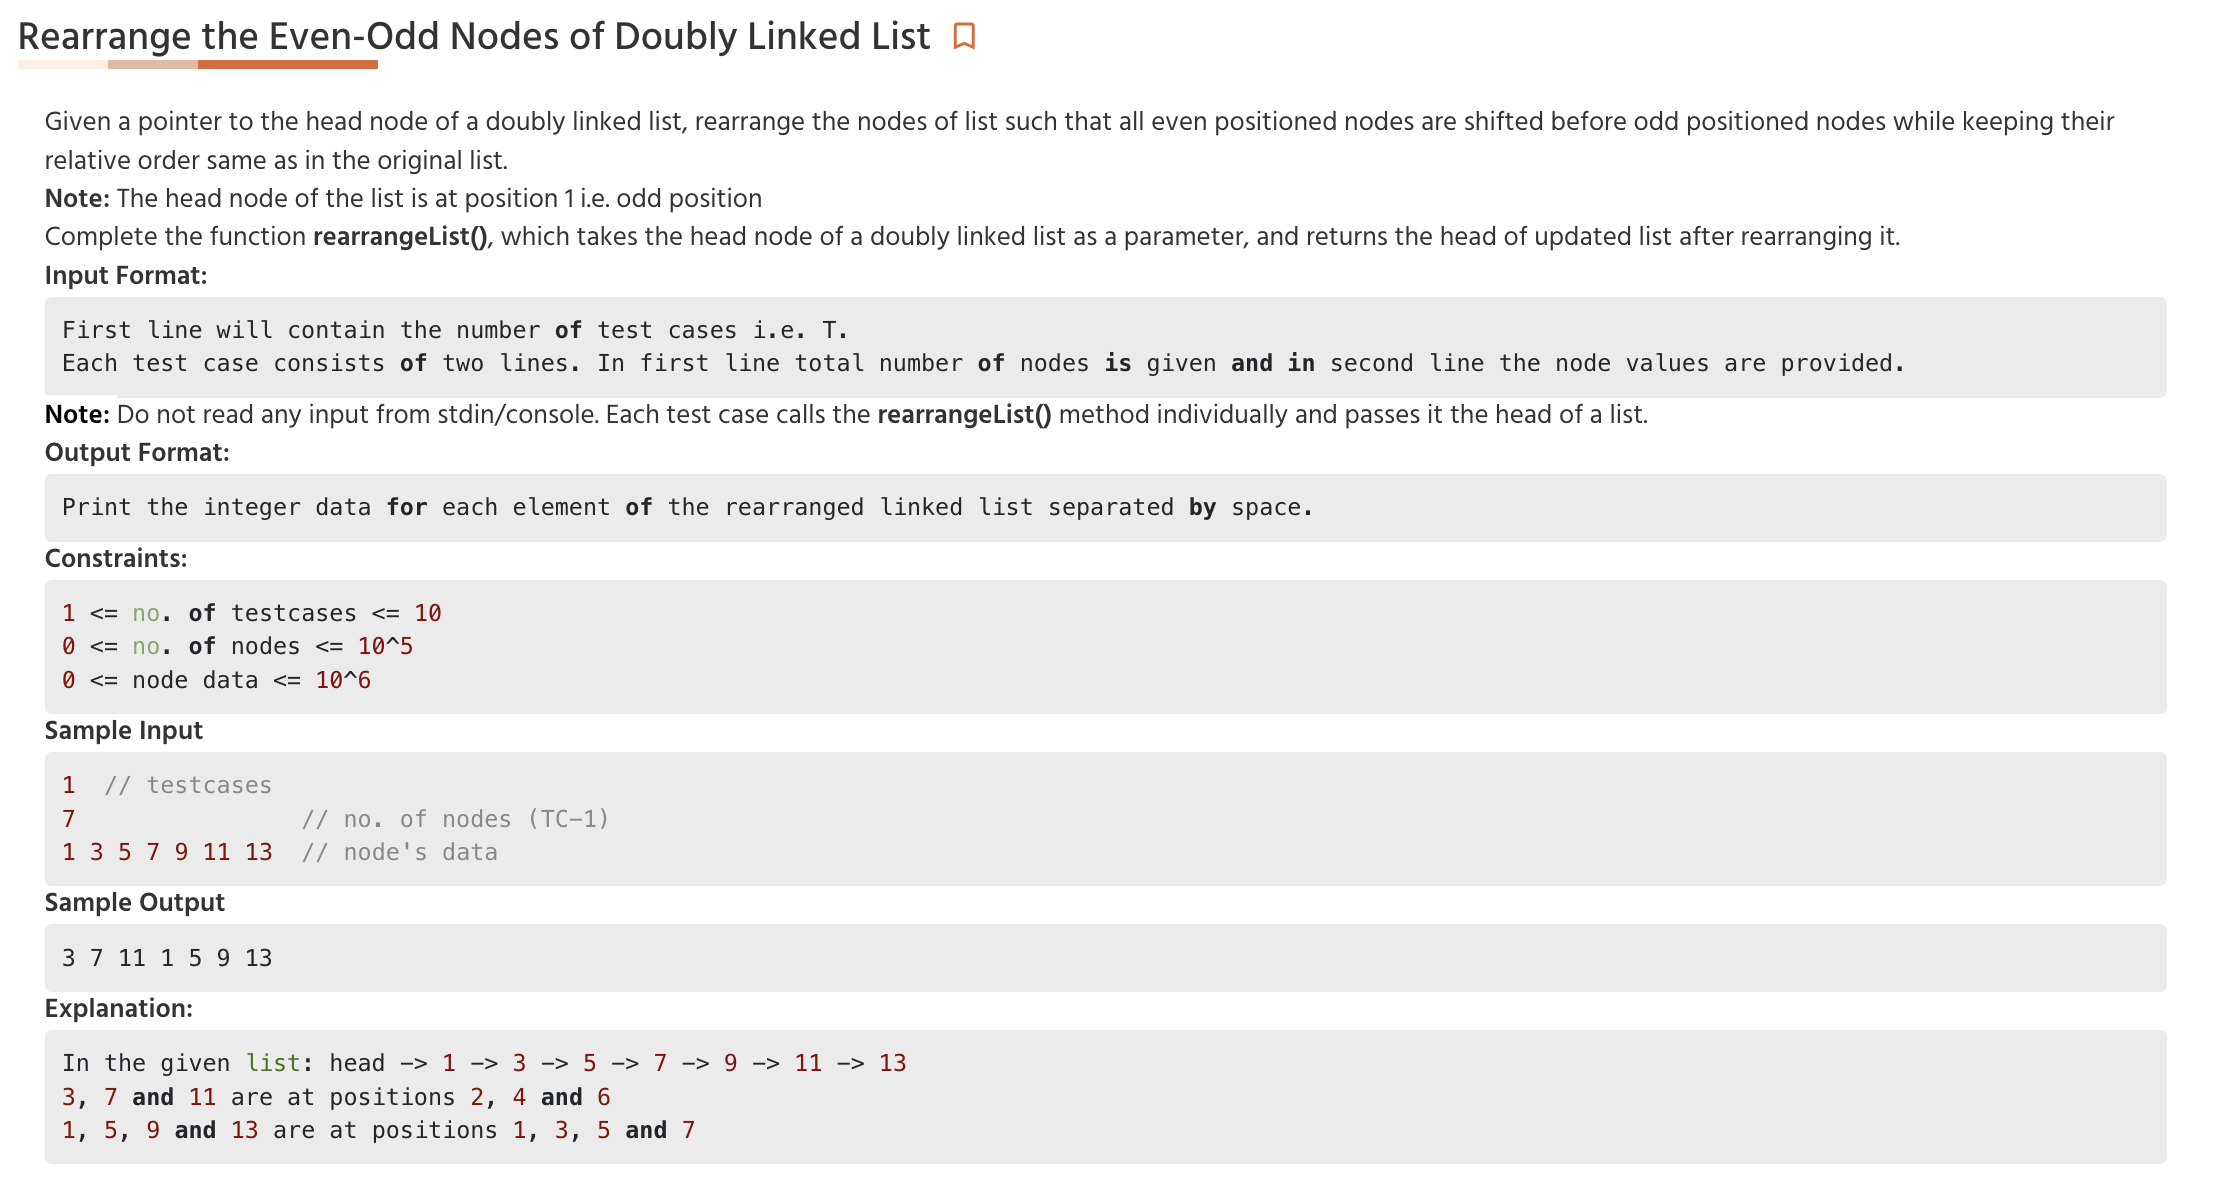 Rearrange the Even-Odd Nodes of Doubly Linked List
Given a pointer to the head node of a doubly linked list, rearrange the nodes of list such that all even positioned nodes are shifted before odd positioned nodes while keeping their
relative order same as in the original list.
Note: The head node of the list is at position 1 i.e. odd position
Complete the function rearrangeList(), which takes the head node of a doubly linked list as a parameter, and returns the head of updated list after rearranging it.
Input Format:
First line will contain the number of test cases i.e. T.
Each test case consists of two lines. In first line total number of nodes is given and in second line the node values are provided.
Note: Do not read any input from stdin/console. Each test case calls the rearrangeList() method individually and passes it the head of a list.
Output Format:
Print the integer data for each element of the rearranged linked list separated by space.
Constraints:
1 <= no. of testcases <= 10
0 <= no. of nodes <= 10^5
0 <= node data <= 10^6
Sample Input
1  // testcases
7                // no. of nodes (TC-1)
1 3 5 7 9 11 13  // node's data
Sample Output
3 7 11 1 5 9 13
Explanation:
In the given list: head -> 1 -> 3 -> 5 -> 7 -> 9 -> 11 -> 13
3, 7 and 11 are at positions 2, 4 and 6
1, 5, 9 and 13 are at positions 1, 3, 5 and 7